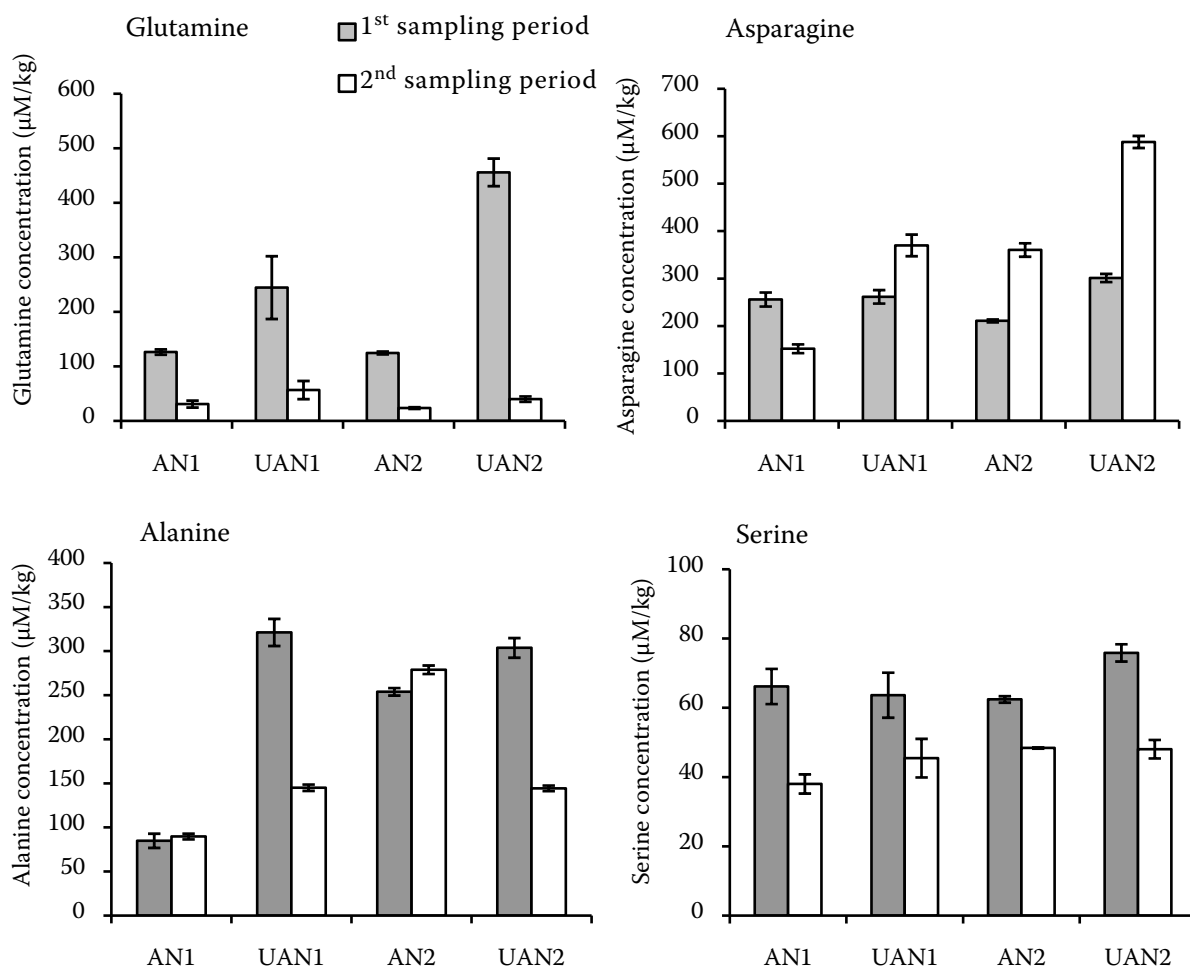 Glutamine
1st sampling period
2nd sampling period
Glutamine concentration (µM/kg)
600
500
400
300
200
100
0
AN1 UAN1 AN2 UAN2
Asparagine
Asparagine concentration (µM/kg)
700
600
500
400
300
200
100
0
AN1 UAN1 AN2 UAN2
Alanine
Alanine concentration (µM/kg)
400
350
300
250
200
150
100
50
0
AN1 UAN1 AN2 UAN2
Serine
Serine concentration (µM/kg)
100
80
60
40
20
0
AN1 UAN1 AN2 UAN2